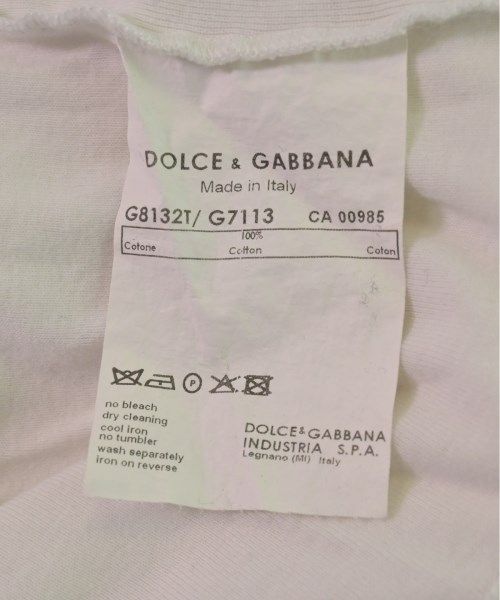 DOLCE & GABBANA
Made in Italy
G8132T/ G7113 CA 00985
100%
Cotone Cotton Coton
P
no bleach
dry cleaning
cool iron
no tumbler
wash separately
iron on reverse
DOLCE & GABBANA
INDUSTRIA S.P.A.
Legnano (MI) Italy